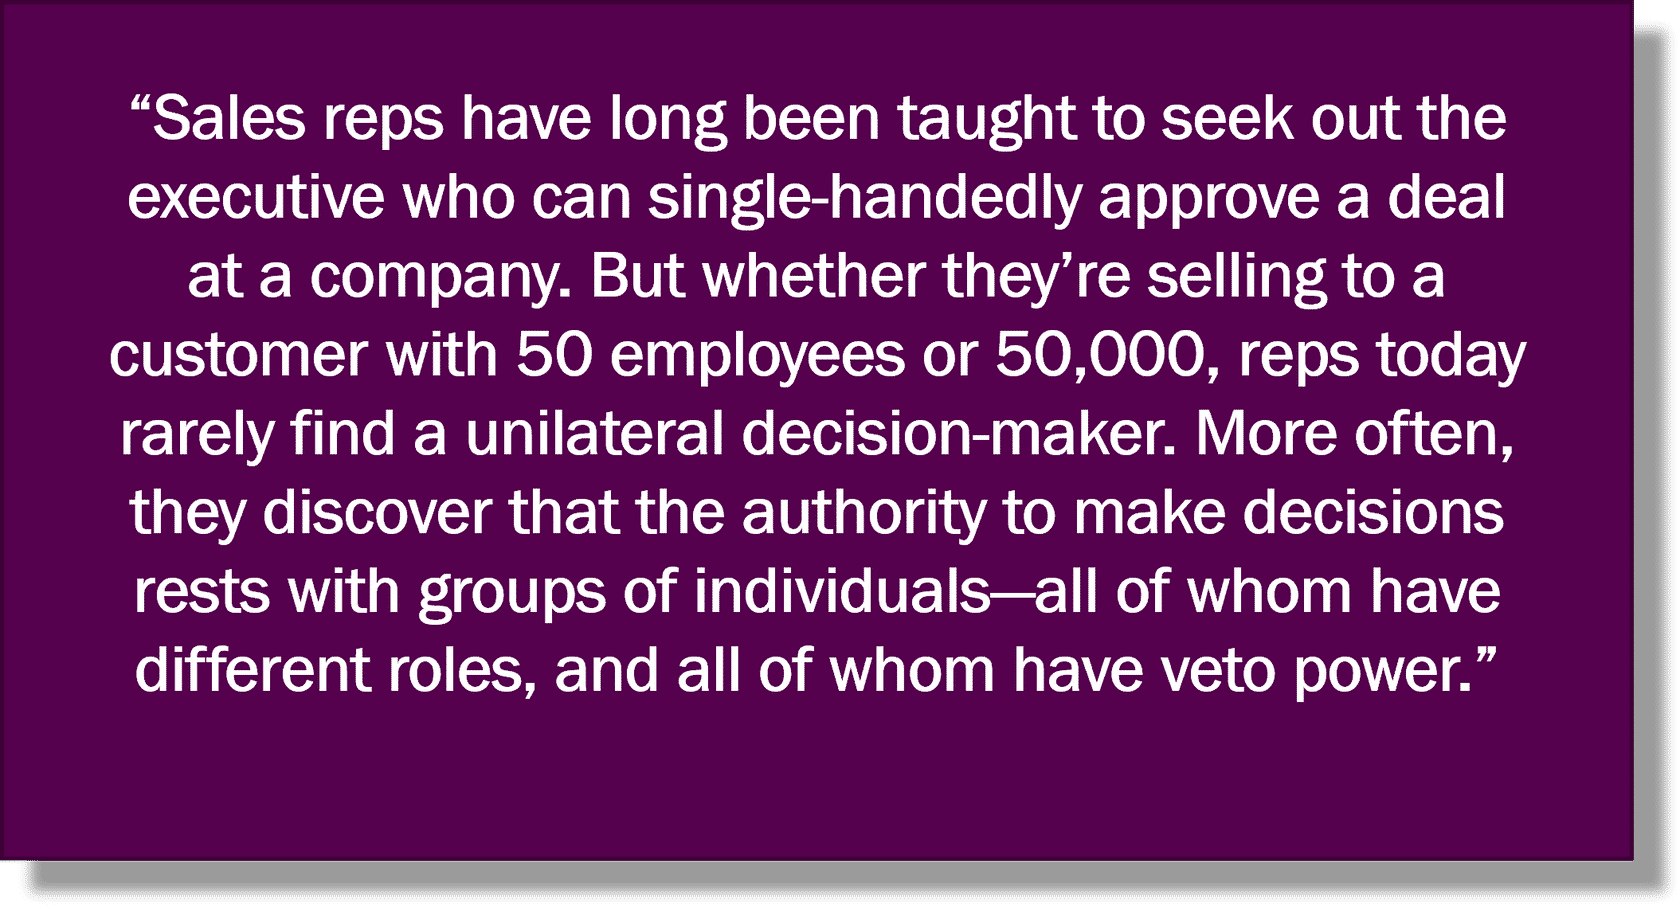 “Sales reps have long been taught to seek out the
executive who can single-handedly approve a deal
at a company. But whether they’re selling to a
customer with 50 employees or 50,000, reps today
rarely find a unilateral decision-maker. More often,
they discover that the authority to make decisions
rests with groups of individuals—all of whom have
different roles, and all of whom have veto power.”